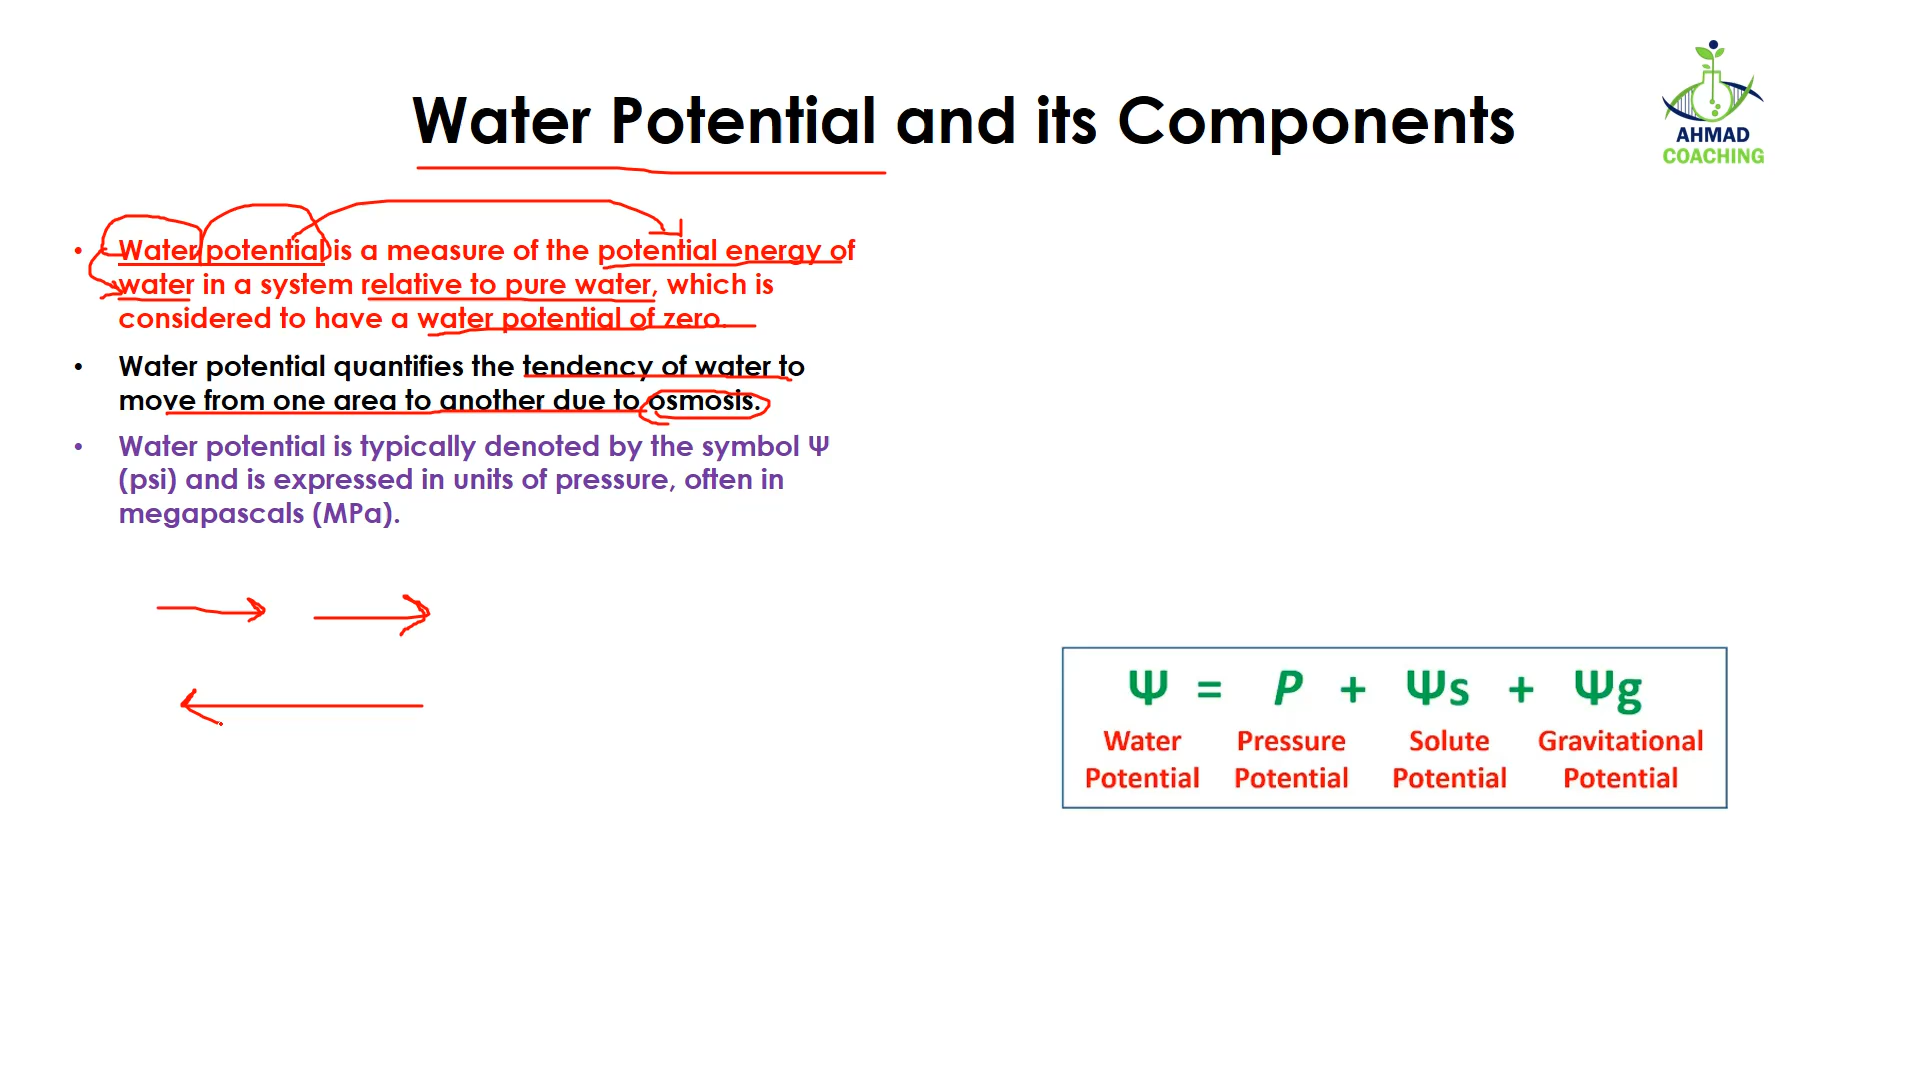 Water Potential and its Components
AHMAD
COACHING
• Water potential is a measure of the potential energy of
water in a system relative to pure water, which is
considered to have a water potential of zero.
• Water potential quantifies the tendency of water to
move from one area to another due to osmosis.
• Water potential is typically denoted by the symbol Ψ
(psi) and is expressed in units of pressure, often in
megapascals (MPa).
Ψ = P + Ψs + Ψg
Water Pressure Solute Gravitational
Potential Potential Potential Potential